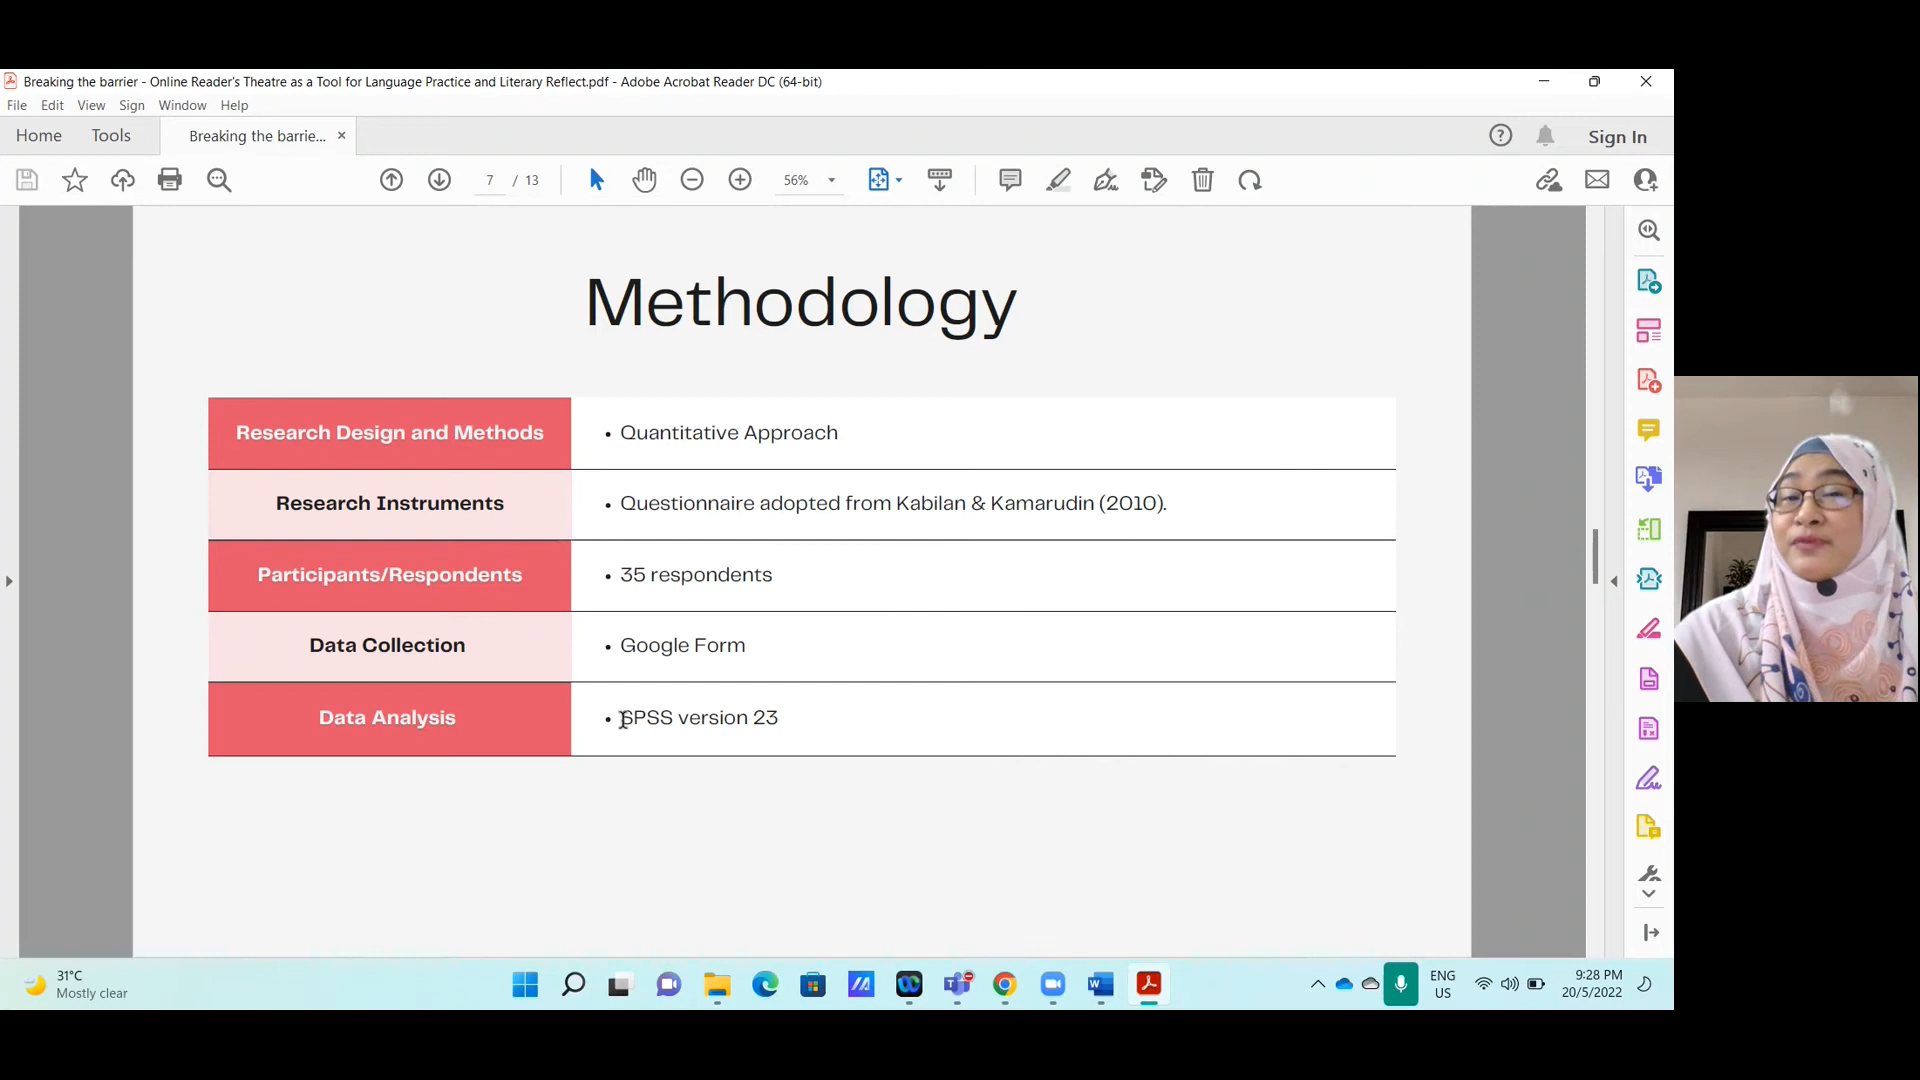 Breaking the barrier - Online Reader's Theatre as a Tool for Language Practice and Literary Reflect.pdf - Adobe Acrobat Reader DC (64-bit)
File Edit View Sign Window Help
Home Tools Breaking the barrie... × Sign In
7 / 13 56%
Methodology
Research Design and Methods • Quantitative Approach
Research Instruments • Questionnaire adopted from Kabilan & Kamarudin (2010).
Participants/Respondents • 35 respondents
Data Collection • Google Form
Data Analysis • SPSS version 23
31°C
Mostly clear
ENG
US
9:28 PM
20/5/2022